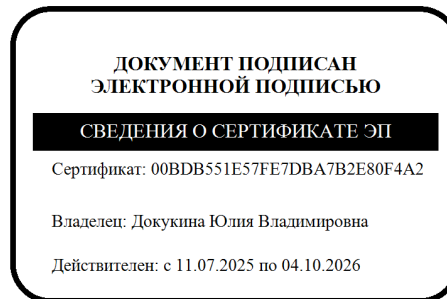 ДОКУМЕНТ ПОДПИСАН
ЭЛЕКТРОННОЙ ПОДПИСЬЮ
СВЕДЕНИЯ О СЕРТИФИКАТЕ ЭП
Сертификат: 00BDB551E57FE7DBA7B2E80F4A2
Владелец: Докукина Юлия Владимировна
Действителен: с 11.07.2025 по 04.10.2026